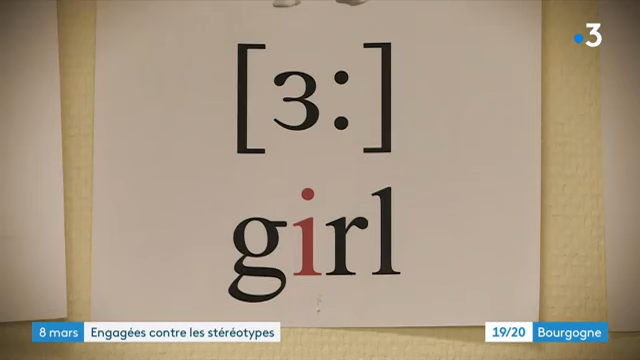 .3
[ɜː]
girl
8 mars Engagées contre les stéréotypes
19/20 Bourgogne